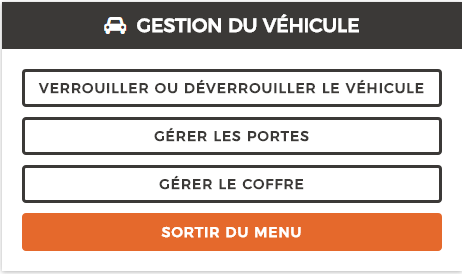 GESTION DU VÉHICULE
VERROUILLER OU DÉVERROUILLER LE VÉHICULE
GÉRER LES PORTES
GÉRER LE COFFRE
SORTIR DU MENU